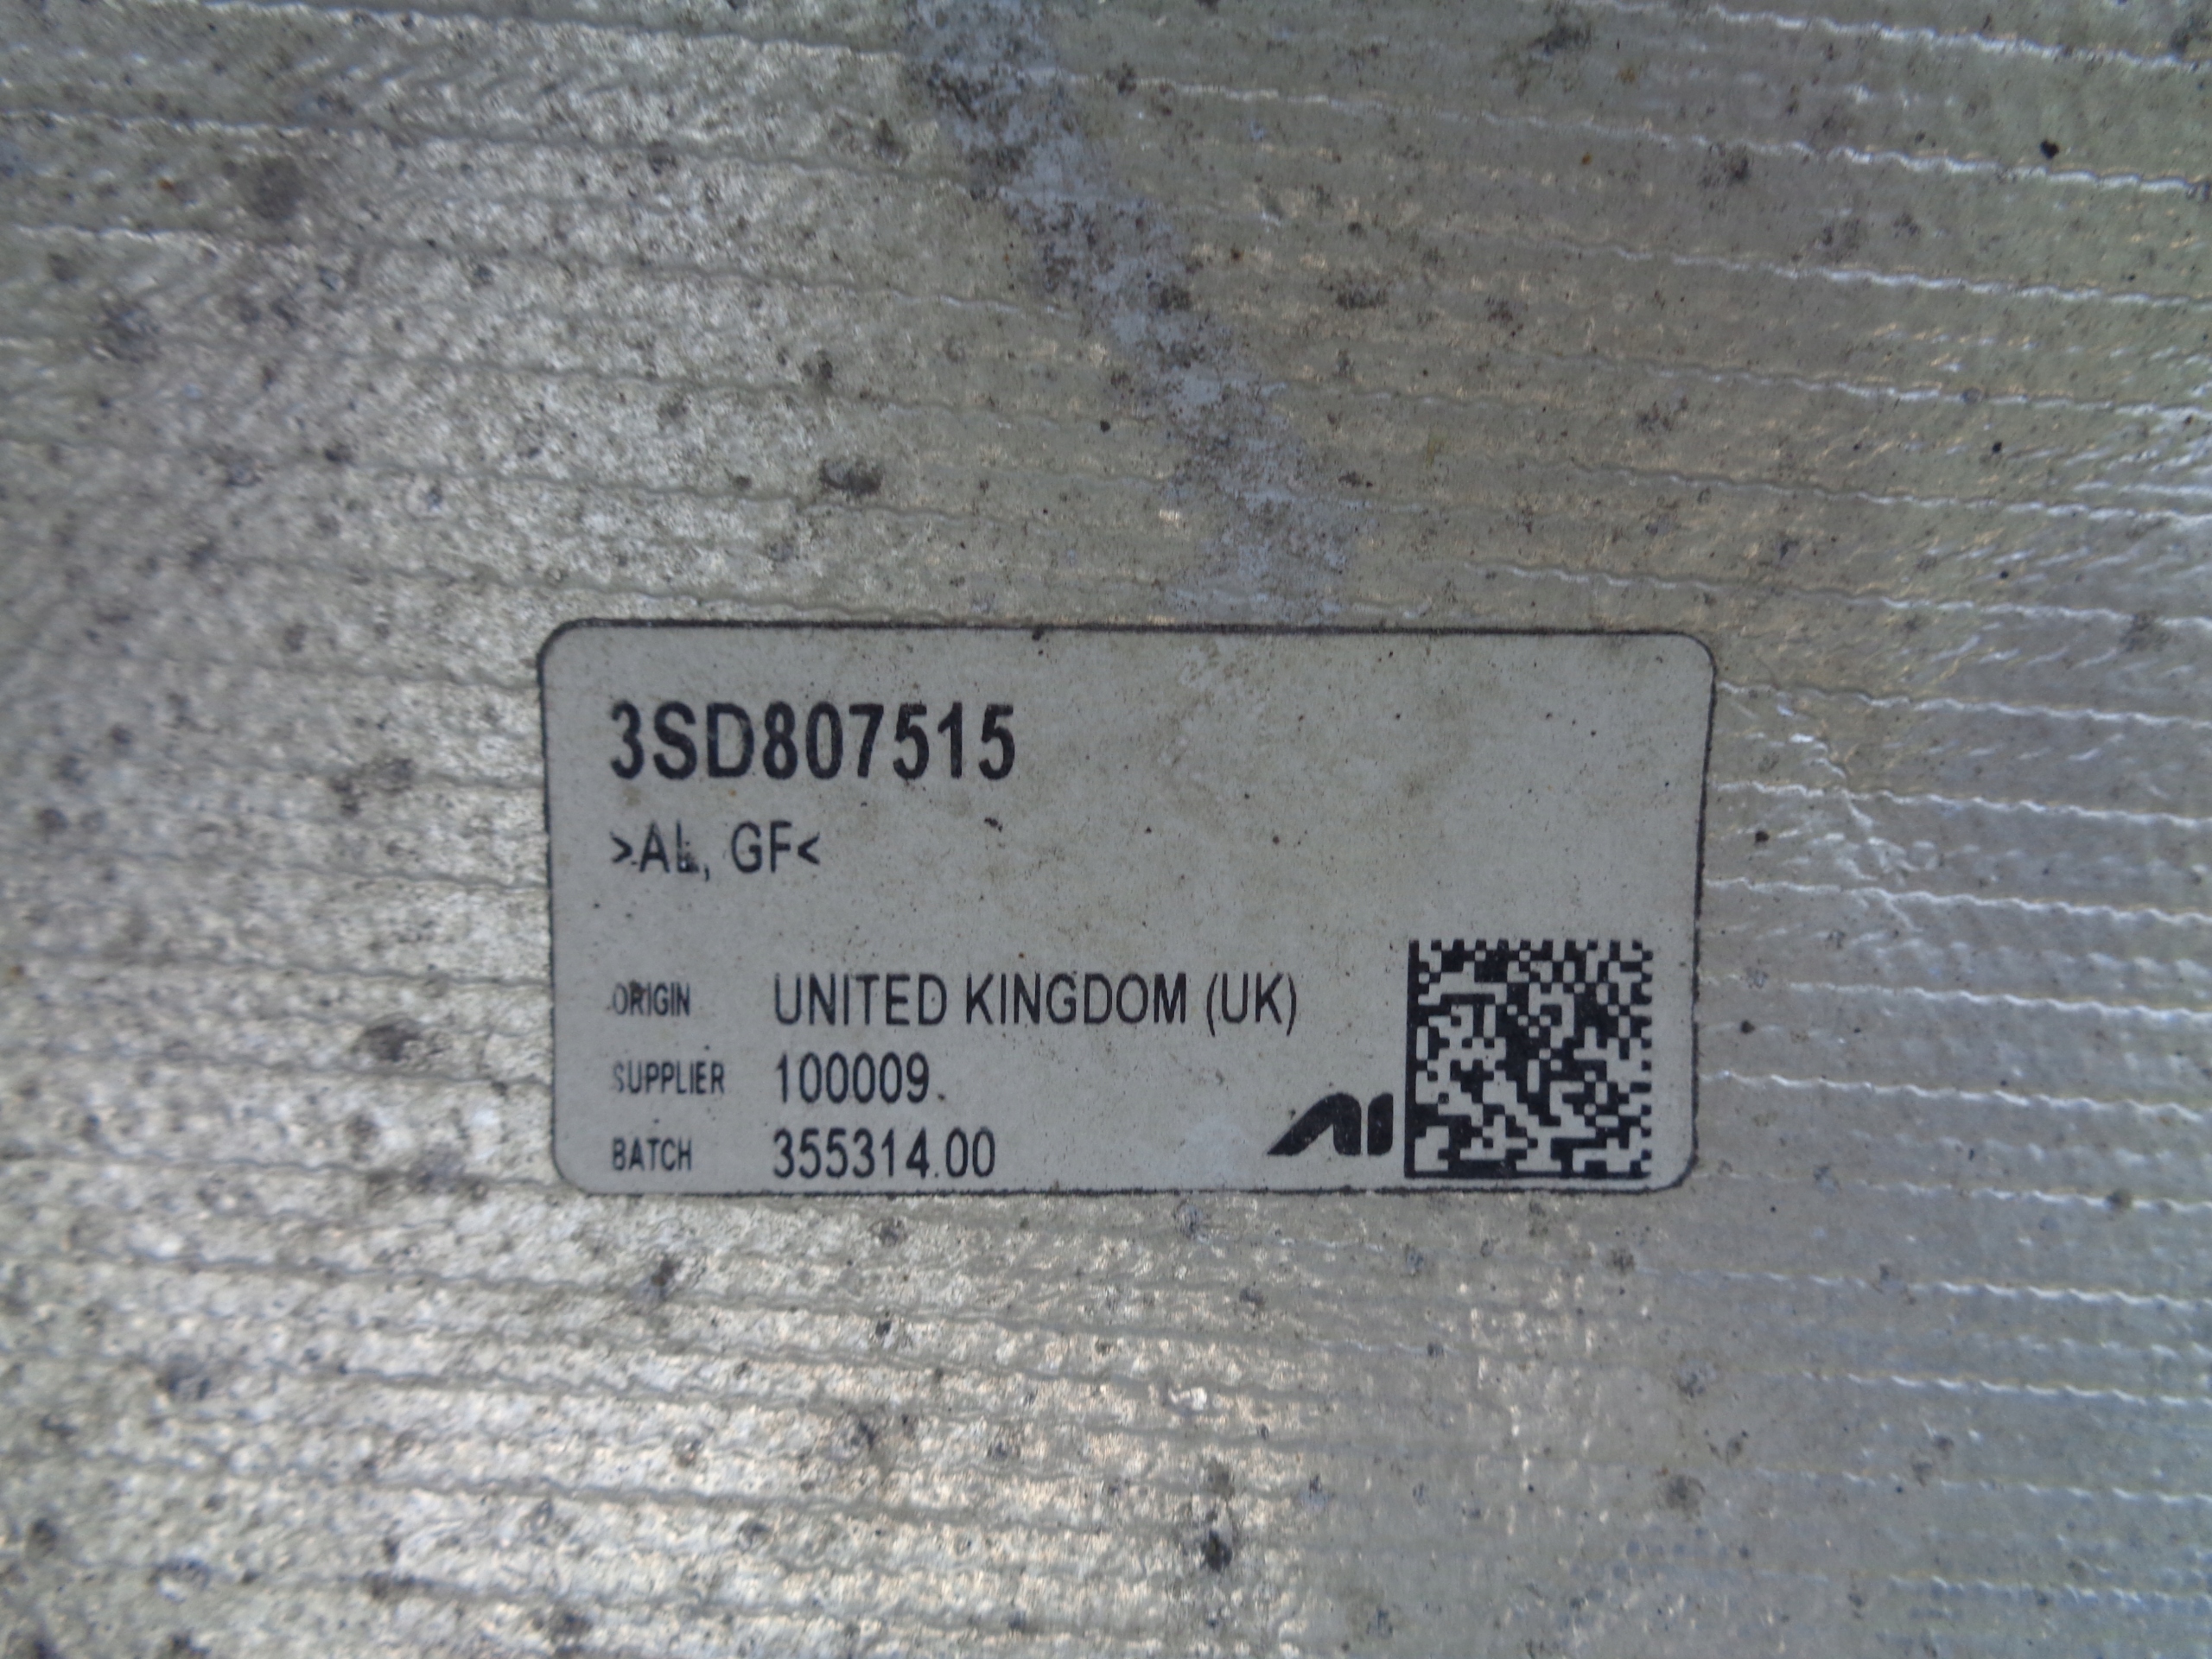 3SD807515
>AL, GF<
ORIGIN UNITED KINGDOM (UK)
SUPPLIER 100009.
BATCH 355314.00